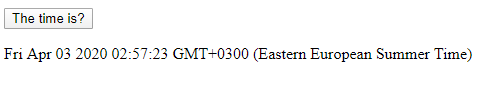 The time is?
Fri Apr 03 2020 02:57:23 GMT+0300 (Eastern European Summer Time)